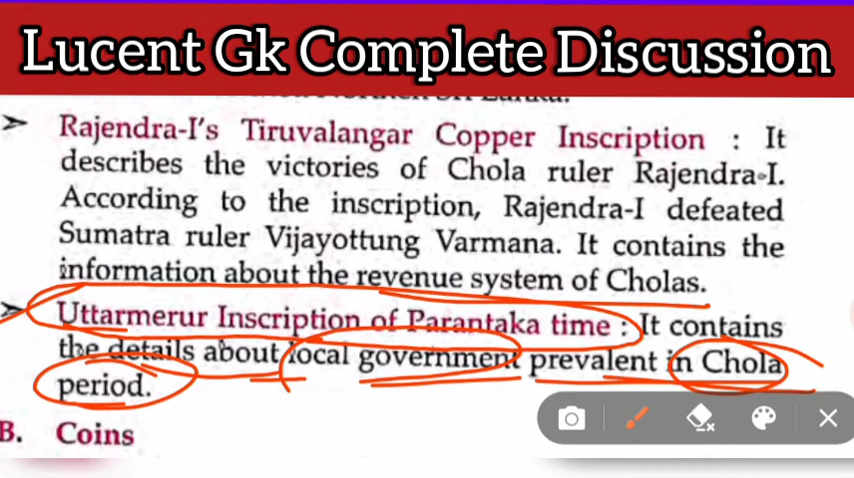 Lucent Gk Complete Discussion
➤ Rajendra-I's Tiruvalangar Copper Inscription : It
describes the victories of Chola ruler Rajendra-I.
According to the inscription, Rajendra-I defeated
Sumatra ruler Vijayottung Varmana. It contains the
information about the revenue system of Cholas.
➤ Uttarmerur Inscription of Parantaka time : It contains
the details about local government prevalent in Chola
period.
B. Coins